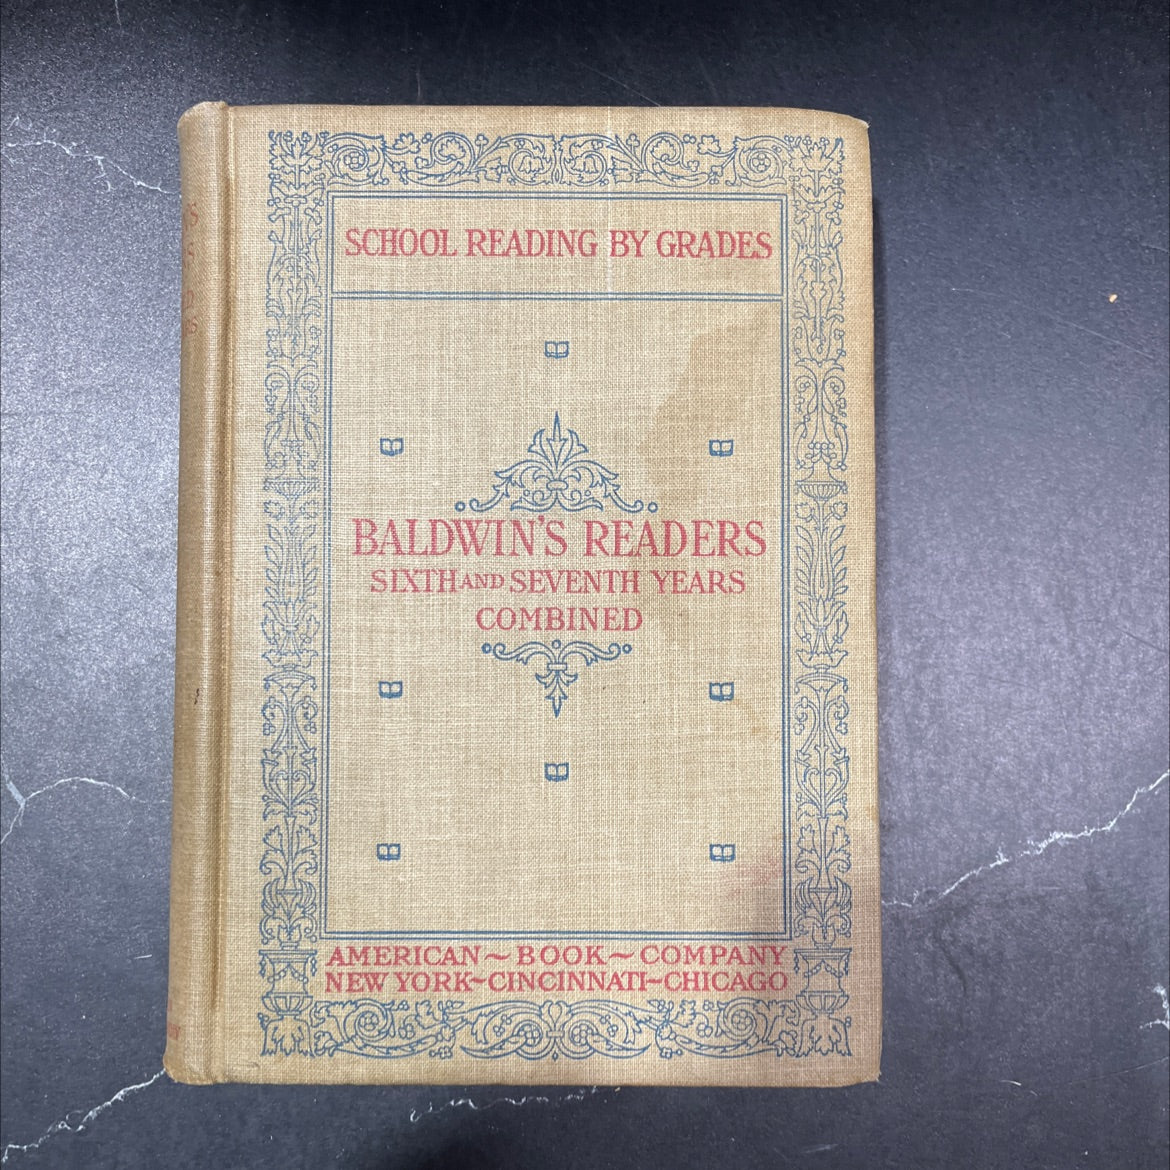 SCHOOL READING BY GRADES
BALDWIN'S READERS
SIXTH AND SEVENTH YEARS
COMBINED
AMERICAN~BOOK~COMPANY
NEW YORK~CINCINNATI~CHICAGO